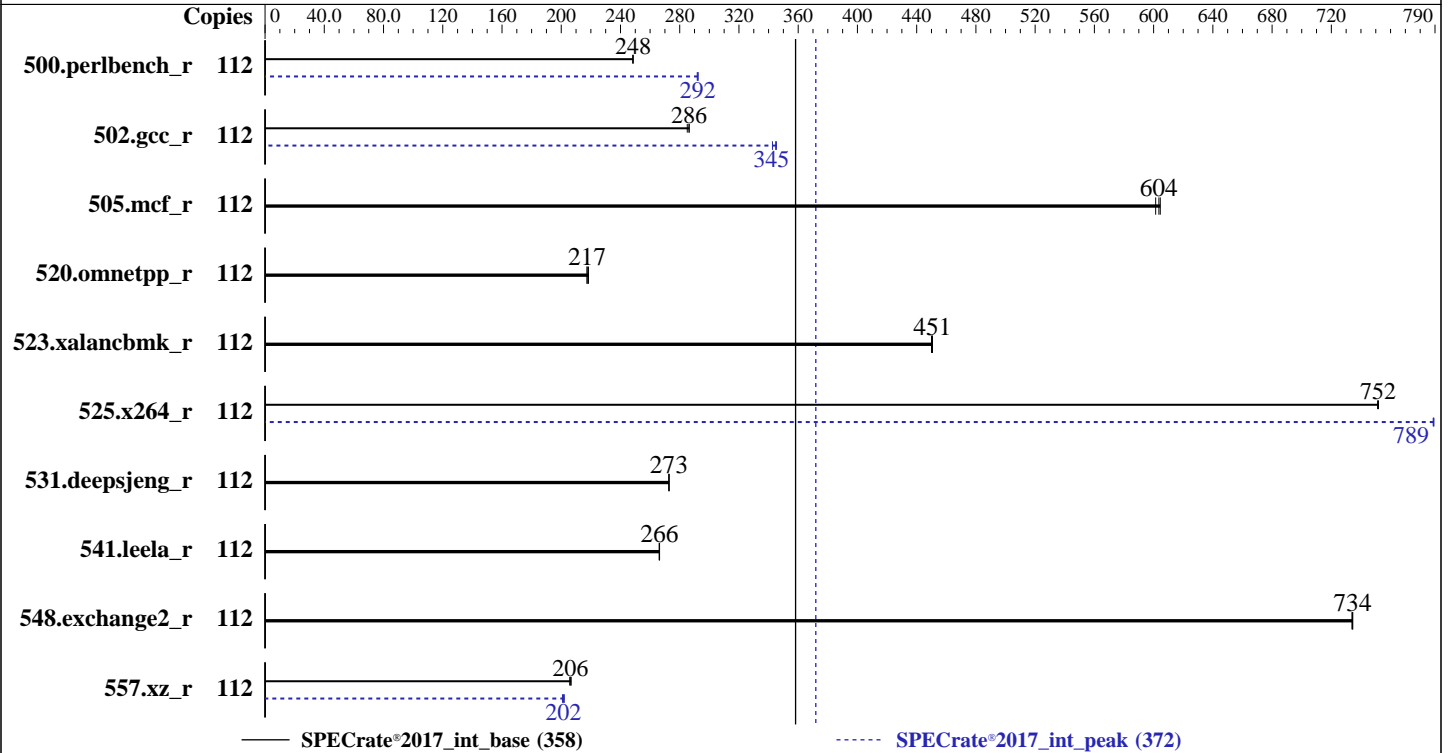 Copies 0 40.0 80.0 120 160 200 240 280 320 360 400 440 480 520 560 600 640 680 720 790
248
500.perlbench_r 112
292
286
502.gcc_r 112
345
604
505.mcf_r 112
217
520.omnetpp_r 112
451
523.xalancbmk_r 112
752
525.x264_r 112
789
273
531.deepsjeng_r 112
266
541.leela_r 112
734
548.exchange2_r 112
206
557.xz_r 112
202
SPECrate®2017_int_base (358) SPECrate®2017_int_peak (372)